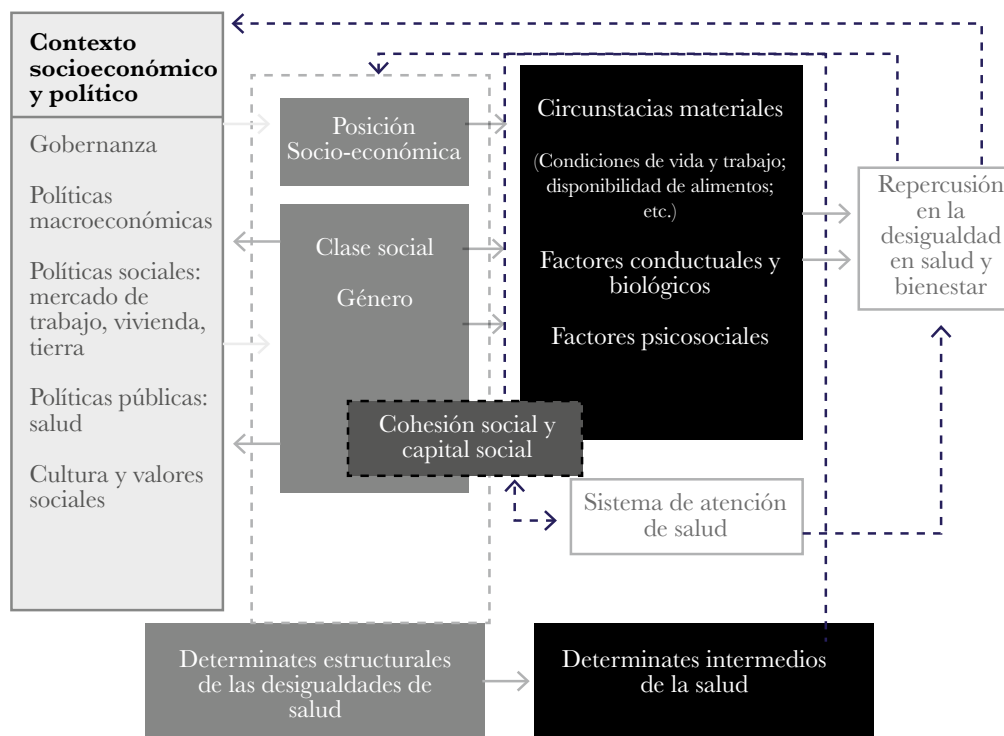 Contexto
socioeconómico
y político
Gobernanza
Políticas
macroeconómicas
Políticas sociales:
mercado de
trabajo, vivienda,
tierra
Políticas públicas:
salud
Cultura y valores
sociales
Posición
Socio-económica
Clase social
Género
Cohesión social y
capital social
Circunstacias materiales
(Condiciones de vida y trabajo;
disponibilidad de alimentos;
etc.)
Factores conductuales y
biológicos
Factores psicosociales
Sistema de atención
de salud
Repercusión
en la
desigualdad
en salud y
bienestar
Determinates estructurales
de las desigualdades de
salud
Determinates intermedios
de la salud